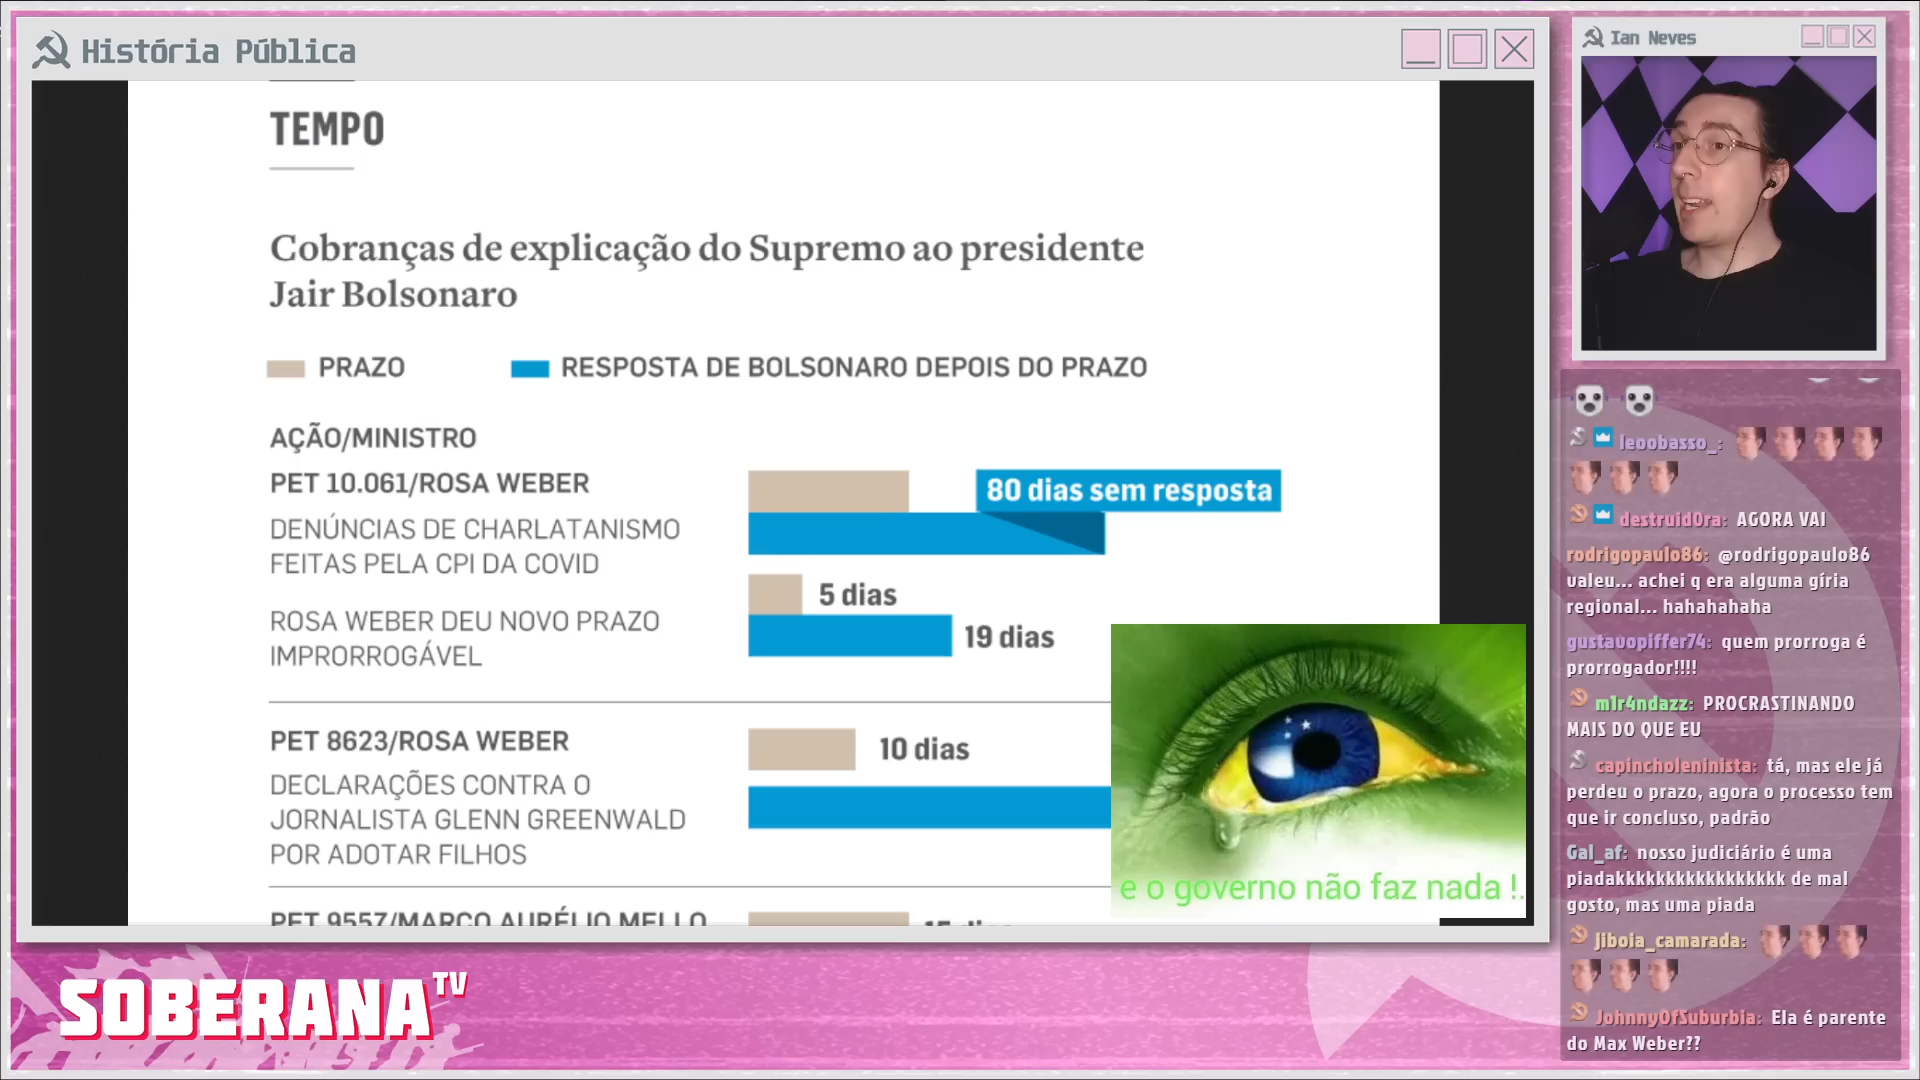 História Pública
TEMPO
Cobranças de explicação do Supremo ao presidente
Jair Bolsonaro
PRAZO
RESPOSTA DE BOLSONARO DEPOIS DO PRAZO
AÇÃO/MINISTRO
PET 10.061/ROSA WEBER
80 dias sem resposta
DENÚNCIAS DE CHARLATANISMO
FEITAS PELA CPI DA COVID
5 dias
ROSA WEBER DEU NOVO PRAZO
IMPRORROGÁVEL
19 dias
PET 8623/ROSA WEBER
10 dias
DECLARAÇÕES CONTRA O
JORNALISTA GLENN GREENWALD
POR ADOTAR FILHOS
PET 9557/MARCO AURÉLIO MELLO
e o governo não faz nada !.
SOBERANA TV
Ian Neves
leoobasso_:
destruid0ra: AGORA VAI
rodrigopaulo86: @rodrigopaulo86
valeu... achei q era alguma gíria
regional... hahahahaha
gustavopiffer74: quem prorroga é
prorrogador!!!!
m1r4ndazz: PROCRASTINANDO
MAIS DO QUE EU
capincholeninista: tá, mas ele já
perdeu o prazo, agora o processo tem
que ir concluso, padrão
Gal_af: nosso judiciário é uma
piadakkkkkkkkkkkkkkkkk de mal
gosto, mas uma piada
Jiboia_camarada:
JohnnyOfSuburbia: Ela é parente
do Max Weber??